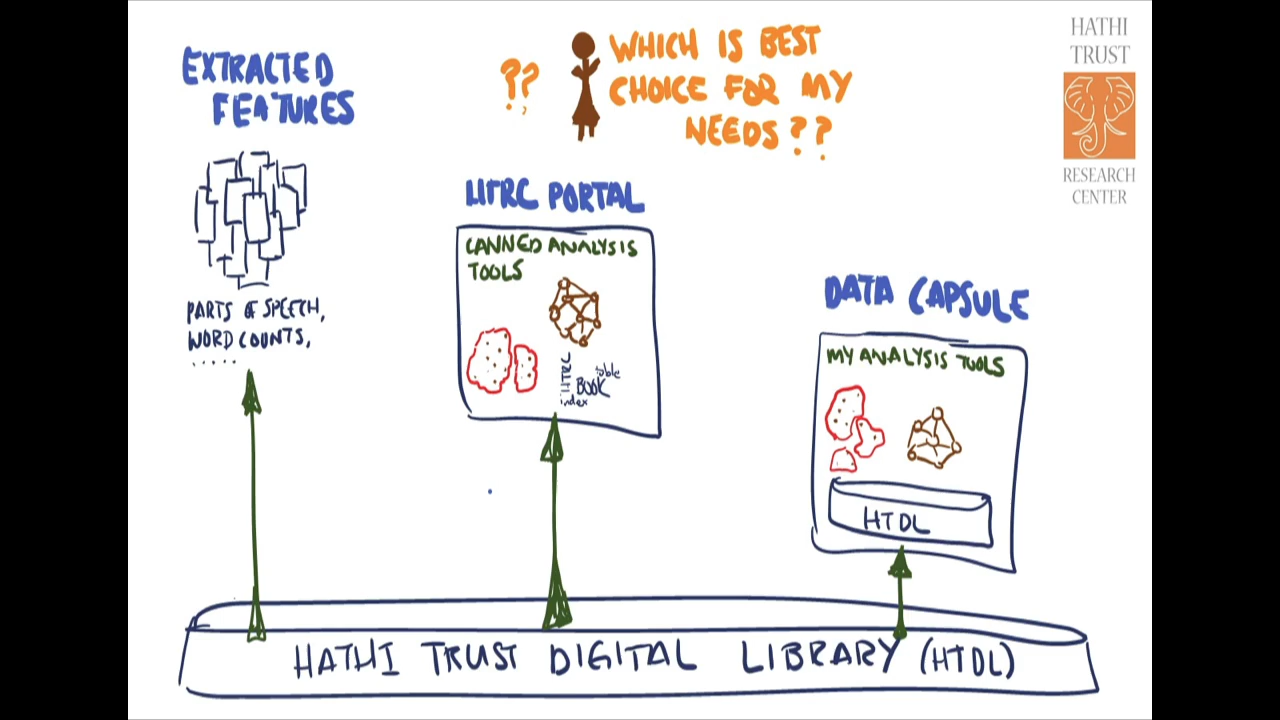 EXTRACTED
FEATURES
PARTS OF SPEECH,
WORD COUNTS,
.....
??
WHICH IS BEST
CHOICE FOR MY
NEEDS??
HTRC PORTAL
CANNED ANALYSIS
TOOLS
HTRC
table
BOOK
index
DATA CAPSULE
MY ANALYSIS TOOLS
HTDL
HATHI TRUST DIGITAL LIBRARY (HTDL)
HATHI
TRUST
RESEARCH
CENTER